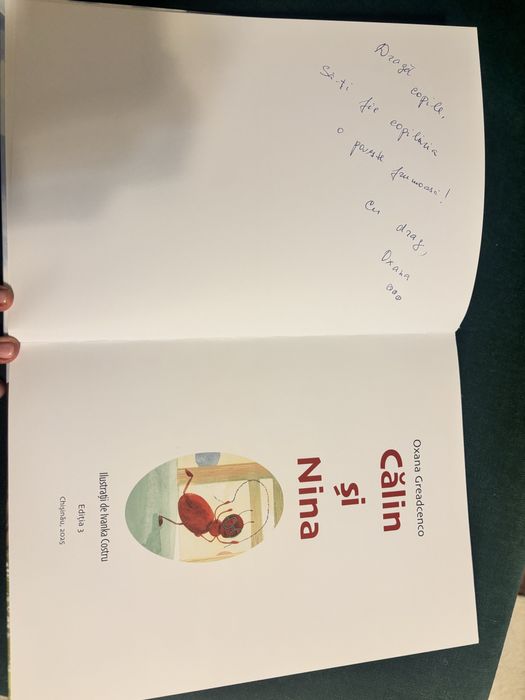 Dragă copile,
Să-ți fie copilăria
o poveste frumoasă!
Cu drag,
Oxana
Oxana Greadcenco
Călin
și
Nina
Ilustrații de Ivanka Costru
Ediția 3
Chișinău, 2025